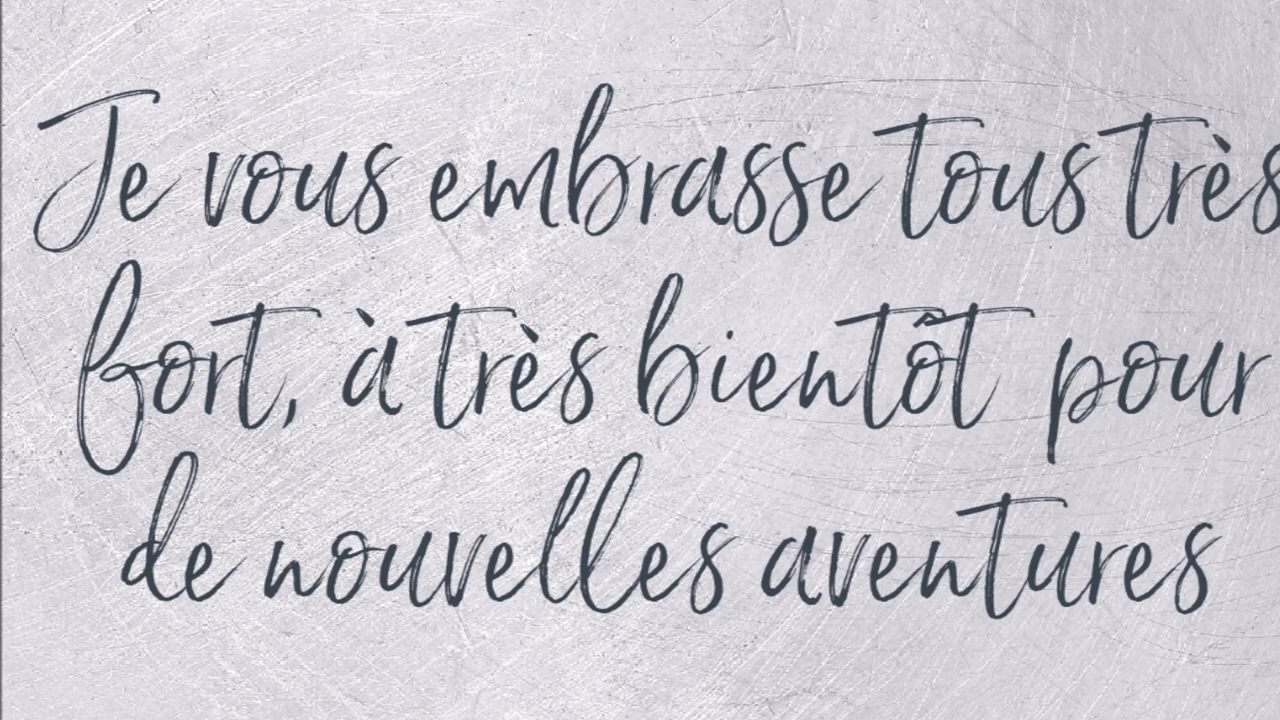 Je vous embrasse tous très
fort, à très bientôt pour
de nouvelles aventures